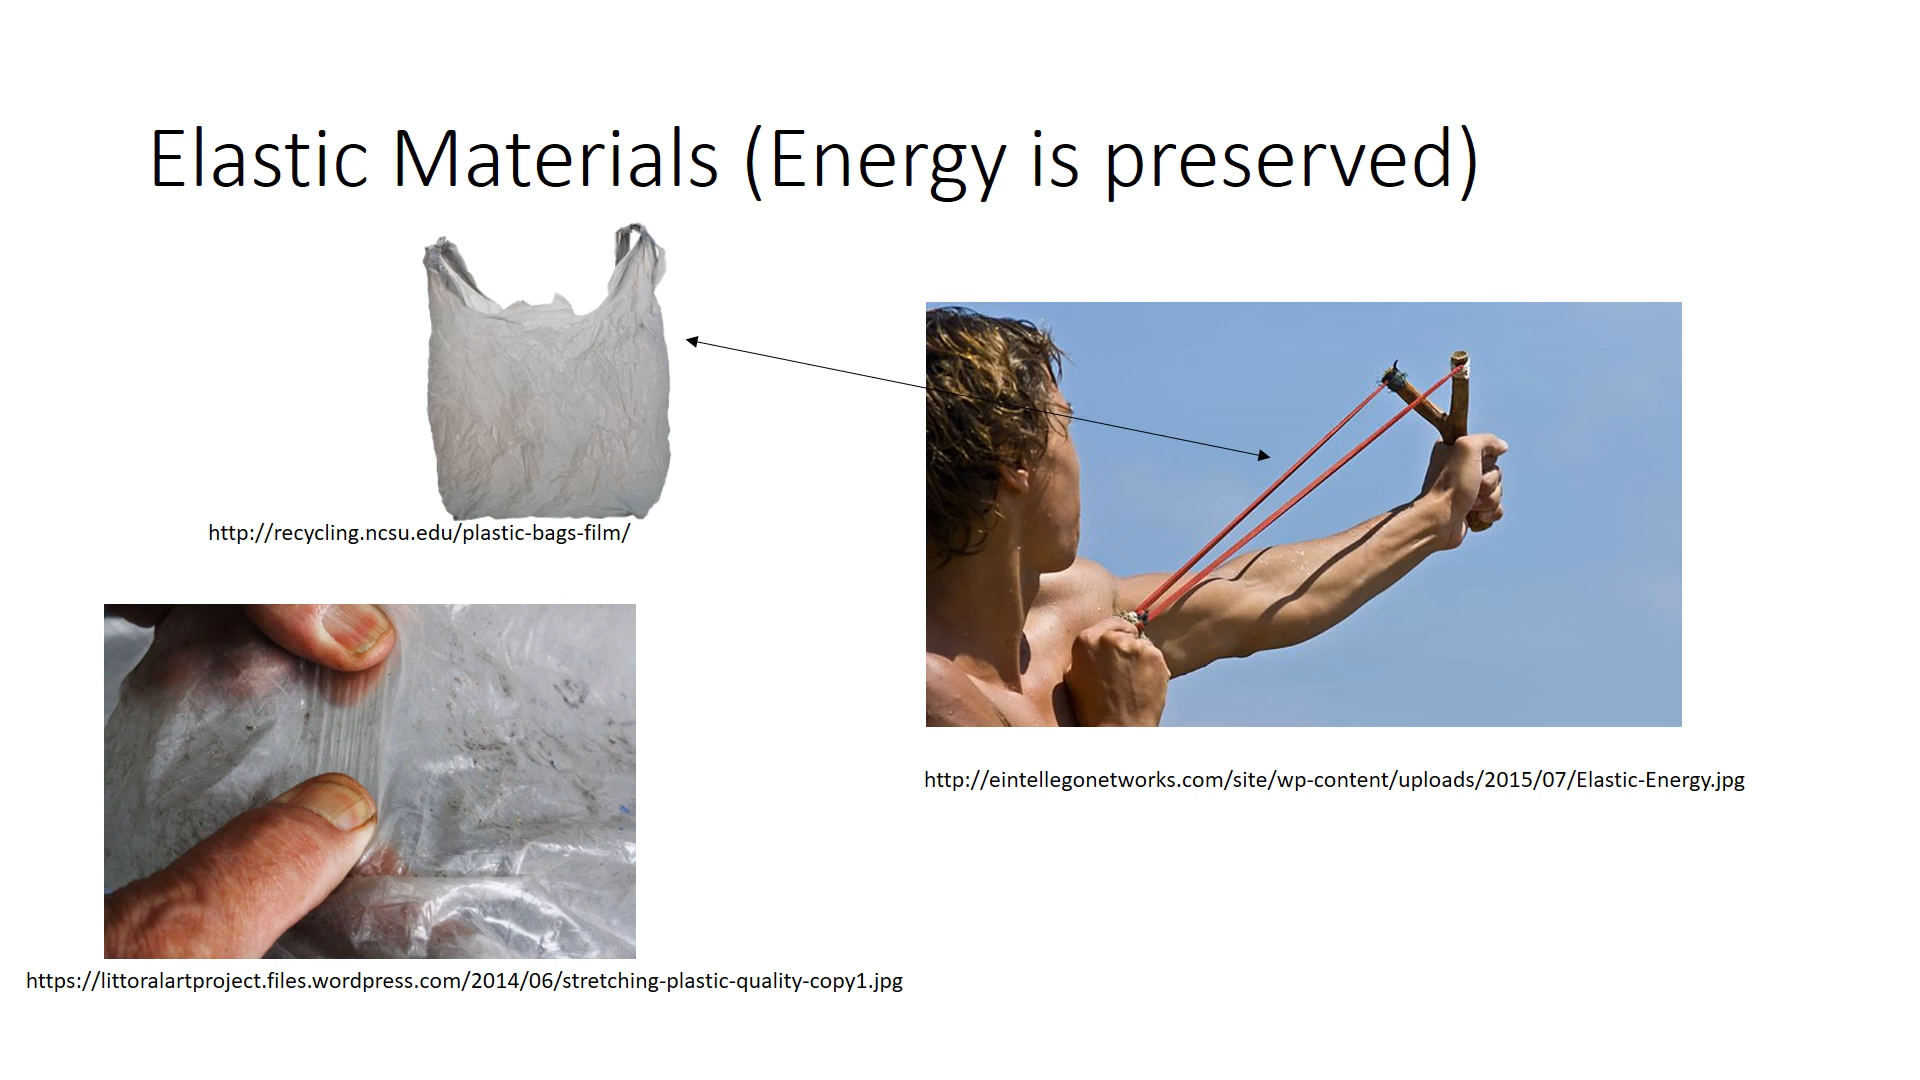 Elastic Materials (Energy is preserved)
http://recycling.ncsu.edu/plastic-bags-film/
http://eintellegonetworks.com/site/wp-content/uploads/2015/07/Elastic-Energy.jpg
https://littoralartproject.files.wordpress.com/2014/06/stretching-plastic-quality-copy1.jpg